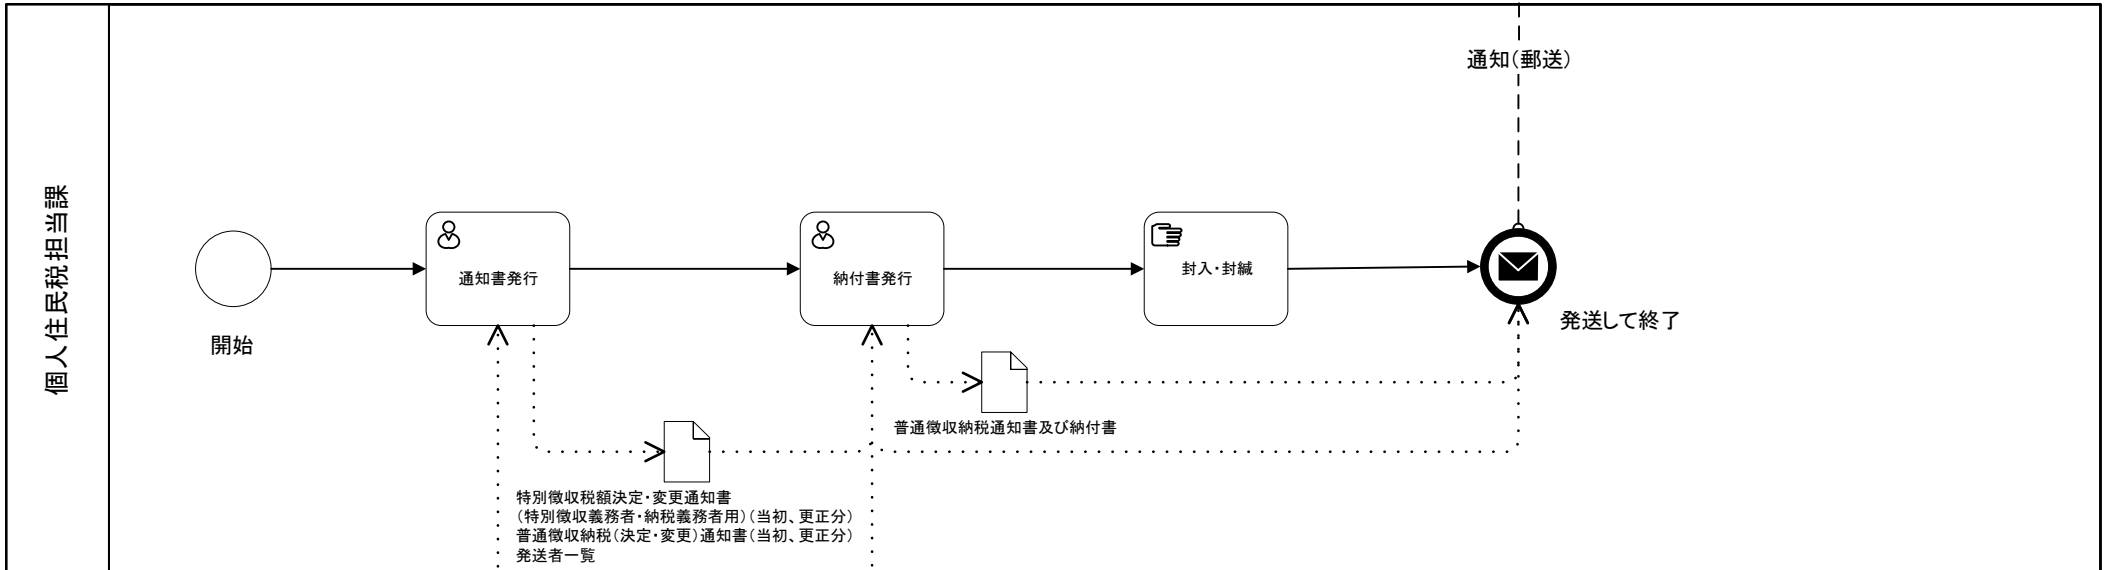 個人住民税担当課
通知(郵送)
開始
通知書発行
納付書発行
封入・封緘
発送して終了
普通徴収納税通知書及び納付書
特別徴収税額決定・変更通知書
(特別徴収義務者・納税義務者用)(当初、更正分)
普通徴収納税(決定・変更)通知書(当初、更正分)
発送者一覧